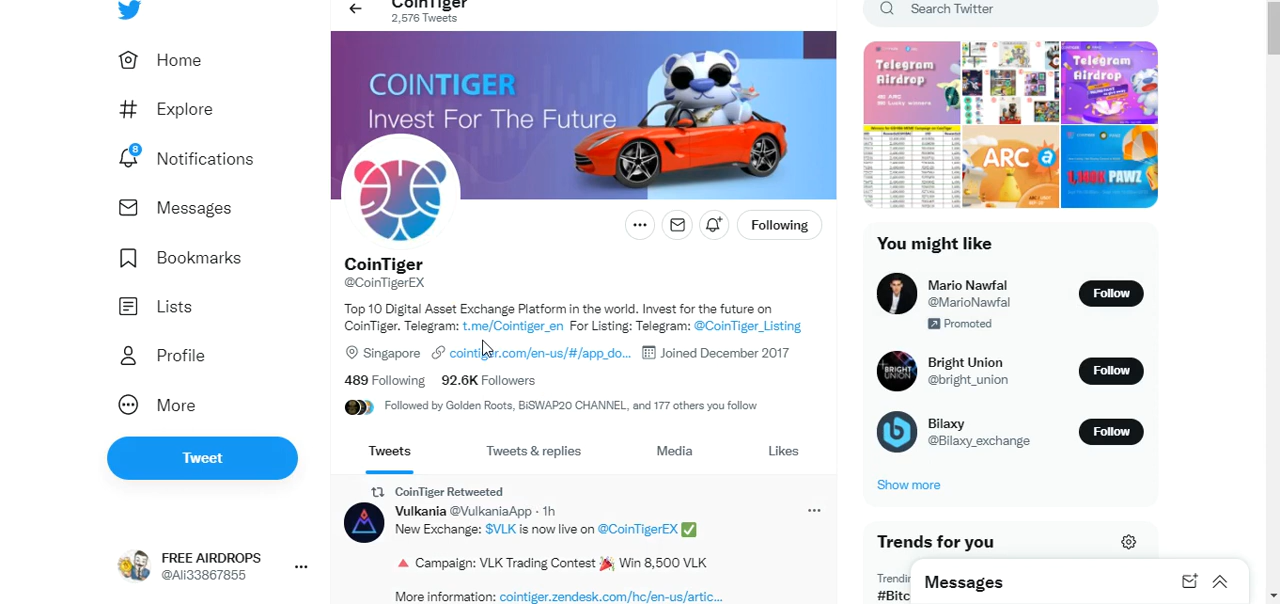 CoinTiger
2,576 Tweets
Search Twitter
Home
Explore
8
Notifications
Messages
Bookmarks
Lists
Profile
More
Tweet
FREE AIRDROPS
@Ali33867855
COINTIGER
Invest For The Future
Following
CoinTiger
@CoinTigerEX
Top 10 Digital Asset Exchange Platform in the world. Invest for the future on
CoinTiger. Telegram: t.me/Cointiger_en For Listing: Telegram: @CoinTiger_Listing
Singapore cointiger.com/en-us/#/app_do... Joined December 2017
489 Following 92.6K Followers
Followed by Golden Roots, BiSWAP20 CHANNEL, and 177 others you follow
Tweets Tweets & replies Media Likes
CoinTiger Retweeted
Vulkania @VulkaniaApp · 1h
New Exchange: $VLK is now live on @CoinTigerEX ✅
🔺 Campaign: VLK Trading Contest 🎉 Win 8,500 VLK
More information: cointiger.zendesk.com/hc/en-us/artic...
Telegram
Airdrop
Telegram
Airdrop
ARC
PAWZ
You might like
Mario Nawfal
@MarioNawfal
Promoted
Follow
Bright Union
@bright_union
Follow
BRIGHT
UNION
Bilaxy
@Bilaxy_exchange
Follow
Show more
Trends for you
Trendin
#Bitc
Messages